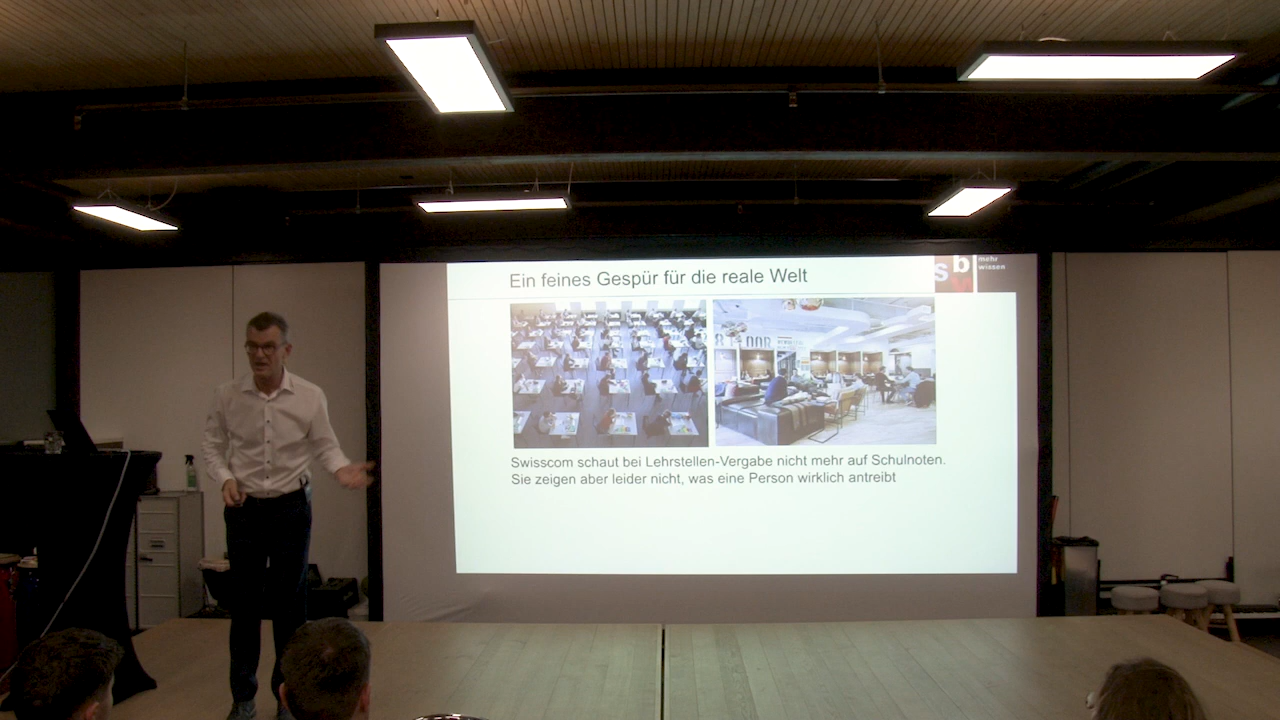 Ein feines Gespür für die reale Welt
sb
mehr
wissen
Swisscom schaut bei Lehrstellen-Vergabe nicht mehr auf Schulnoten.
Sie zeigen aber leider nicht, was eine Person wirklich antreibt